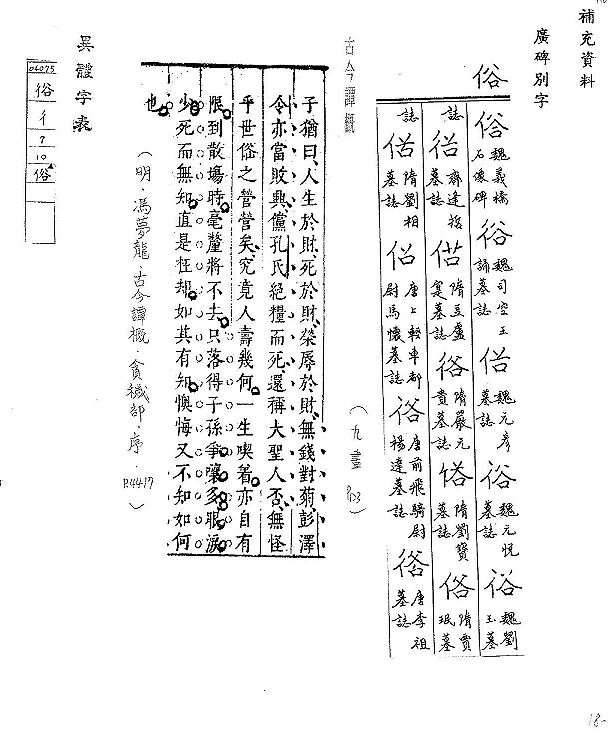 補充資料
廣碑別字
俗
俗 魏義橋石像碑 俗 魏司空王誦墓誌 俗 魏元彥墓誌 俗 魏元悅墓誌 俗 魏劉玉墓
誌 俗 齊逢哲墓誌 俗 隋豆盧寔墓誌 俗 隋嚴元貴墓誌 俗 隋劉寶墓誌 俗 隋賈珉墓
誌 俗 隋劉相墓誌 俗 唐上輕車都尉馬懷墓誌 俗 唐前飛騎尉楊達墓誌 俗 唐李祖墓誌
(九畫 P.123)
古今譚概
子猶曰、人生於財、死於財、榮辱於財、無錢對菊、彭澤
令亦當敗興、儻孔氏絕糧而死、還稱大聖人否、無怪
乎世俗之營營矣、究竟人壽幾何、一生喫著、亦自有
限、到散場時、毫釐將不去、只落得子孫爭嚷多、眼淚
少、死而無知、直是枉却、如其有知、懊悔又不知如何
也
(明.馮夢龍.古今譚概.貪穢部.序.P.4417)
異體字表
04075
俗
亻
7
10
俗
18-